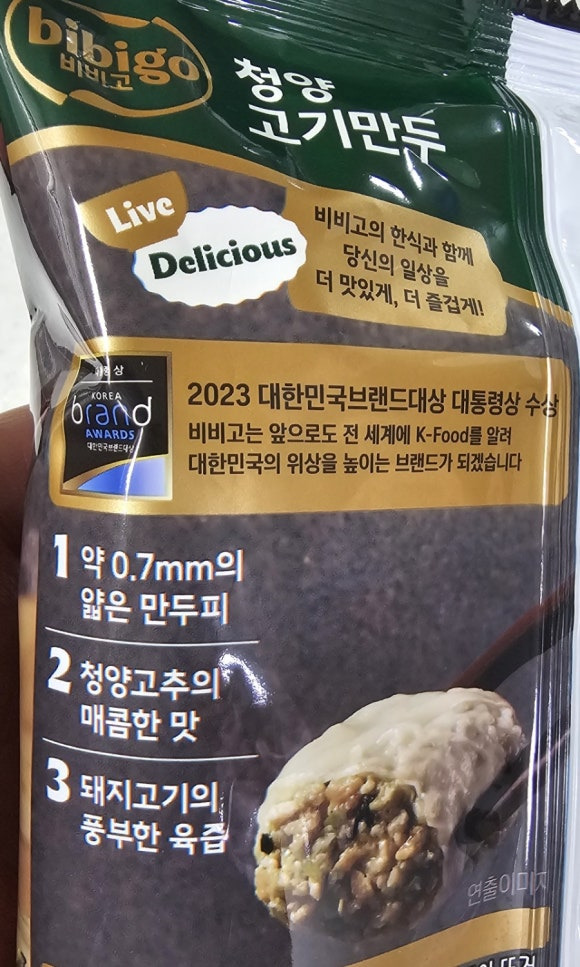 bibigo
비비고
청양
고기만두
Live
Delicious
비비고의 한식과 함께
당신의 일상을
더 맛있게, 더 즐겁게!
KOREA
brand
AWARDS
대한민국브랜드대상
2023 대한민국브랜드대상 대통령상 수상
비비고는 앞으로도 전 세계에 K-Food를 알려
대한민국의 위상을 높이는 브랜드가 되겠습니다
1 약 0.7mm의
얇은 만두피
2 청양고추의
매콤한 맛
3 돼지고기의
풍부한 육즙
연출이미지